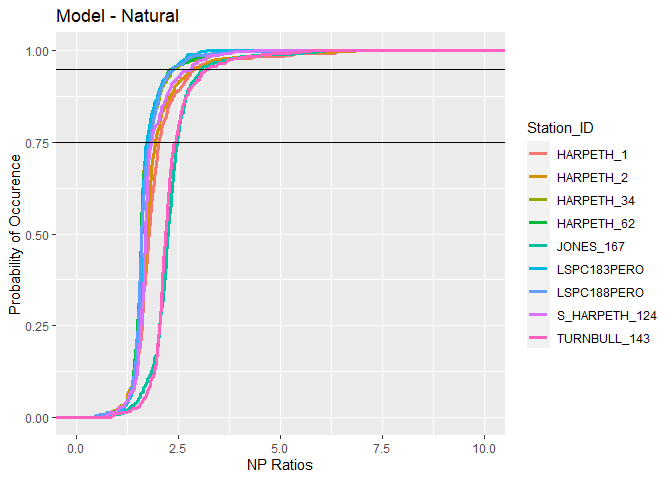 Model - Natural
Probability of Occurence
1.00
0.75
0.50
0.25
0.00
0.0
2.5
5.0
7.5
10.0
NP Ratios
Station_ID
HARPETH_1
HARPETH_2
HARPETH_34
HARPETH_62
JONES_167
LSPC183PERO
LSPC188PERO
S_HARPETH_124
TURNBULL_143